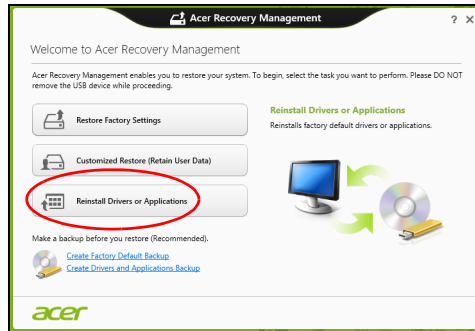 Acer Recovery Management
? X
Welcome to Acer Recovery Management
Acer Recovery Management enables you to restore your system. To begin, select the task you want to perform. Please DO NOT
remove the USB device while proceeding.
Restore Factory Settings
Customized Restore (Retain User Data)
Reinstall Drivers or Applications
Reinstall Drivers or Applications
Reinstalls factory default drivers or applications.
Make a backup before you restore (Recommended).
Create Factory Default Backup
Create Drivers and Applications Backup
acer